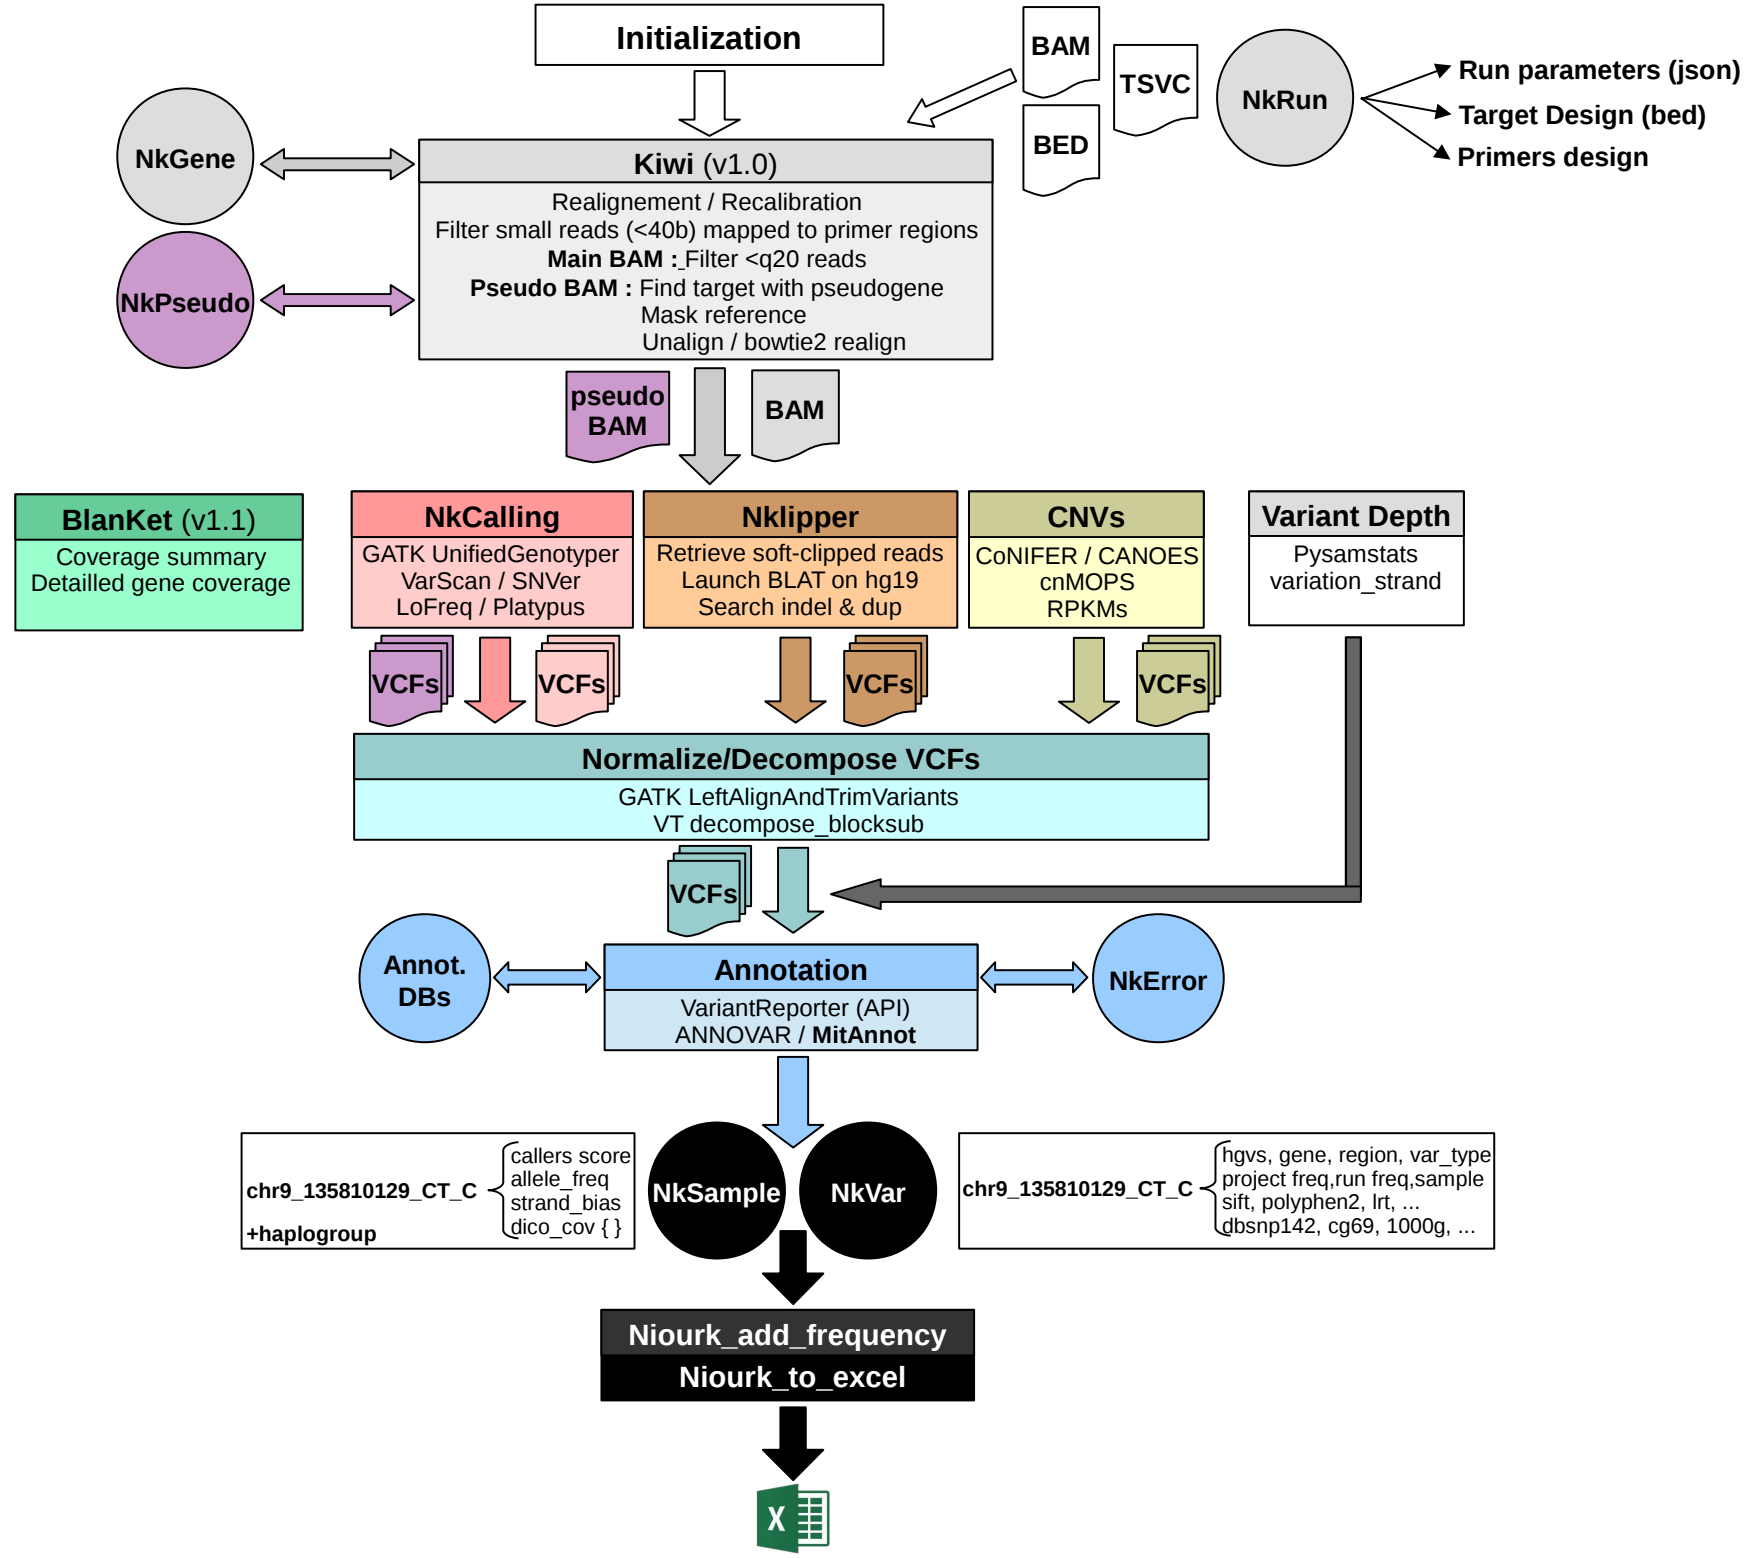 Initialization
BAM
TSVC
BED
NkRun
Run parameters (json)
Target Design (bed)
Primers design
NkGene
NkPseudo
Kiwi (v1.0)
Realignement / Recalibration
Filter small reads (<40b) mapped to primer regions
Main BAM : Filter <q20 reads
Pseudo BAM : Find target with pseudogene
Mask reference
Unalign / bowtie2 realign
pseudo
BAM
BAM
BlanKet (v1.1)
Coverage summary
Detailled gene coverage
NkCalling
GATK UnifiedGenotyper
VarScan / SNVer
LoFreq / Platypus
Nklipper
Retrieve soft-clipped reads
Launch BLAT on hg19
Search indel & dup
CNVs
CoNIFER / CANOES
cnMOPS
RPKMs
Variant Depth
Pysamstats
variation_strand
VCFs
VCFs
VCFs
VCFs
Normalize/Decompose VCFs
GATK LeftAlignAndTrimVariants
VT decompose_blocksub
VCFs
Annot.
DBs
Annotation
VariantReporter (API)
ANNOVAR / MitAnnot
NkError
chr9_135810129_CT_C
+haplogroup
callers score
allele_freq
strand_bias
dico_cov { }
NkSample
NkVar
chr9_135810129_CT_C
hgvs, gene, region, var_type
project freq,run freq,sample
sift, polyphen2, lrt, ...
dbsnp142, cg69, 1000g, ...
Niourk_add_frequency
Niourk_to_excel
X